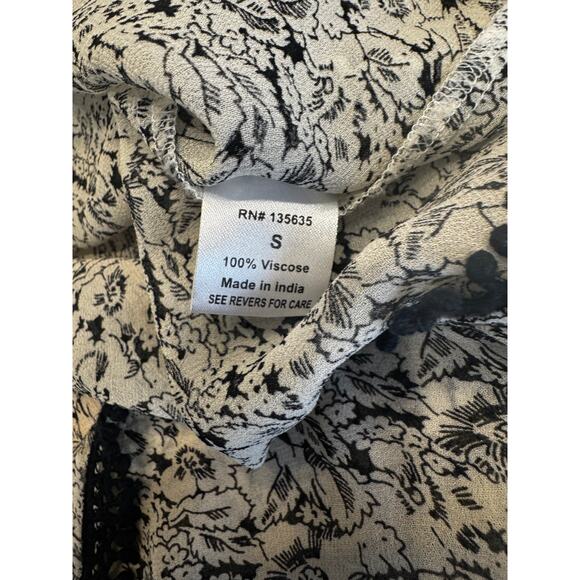 RN# 135635
S
100% Viscose
Made in india
SEE REVERS FOR CARE